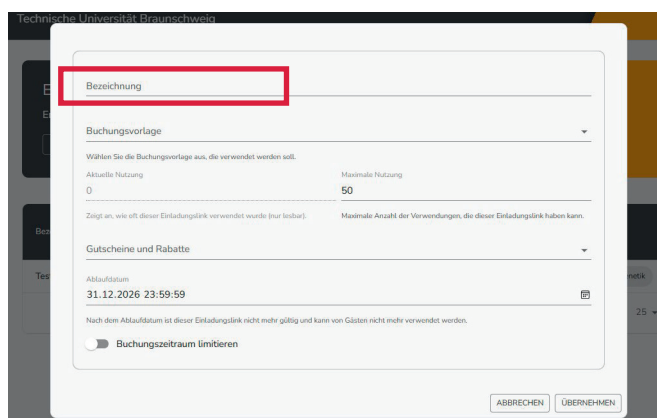 Technische Universität Braunschweig
Bezeichnung
Buchungsvorlage
Wählen Sie die Buchungsvorlage aus, die verwendet werden soll.
Aktuelle Nutzung
Maximale Nutzung
0
50
Zeigt an, wie oft dieser Einladungslink verwendet wurde (nur lesbar).
Maximale Anzahl der Verwendungen, die dieser Einladungslink haben kann.
Gutscheine und Rabatte
Ablaufdatum
31.12.2026 23:59:59
Nach dem Ablaufdatum ist dieser Einladungslink nicht mehr gültig und kann von Gästen nicht mehr verwendet werden.
Buchungszeitraum limitieren
25
ABBRECHEN
ÜBERNEHMEN